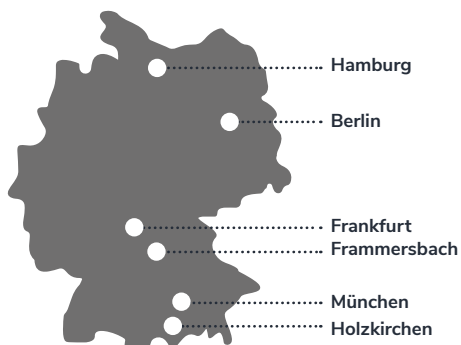 Hamburg
Berlin
Frankfurt
Frammersbach
München
Holzkirchen